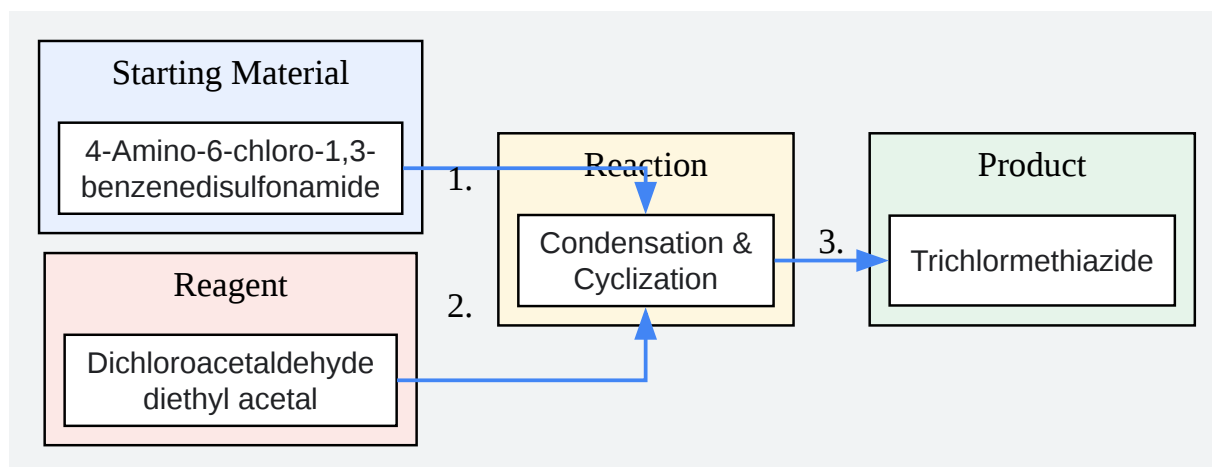 Starting Material
4-Amino-6-chloro-1,3-
benzenedisulfonamide
1.
Reagent
Dichloroacetaldehyde
diethyl acetal
2.
Reaction
Condensation &
Cyclization
3.
Product
Trichlormethiazide